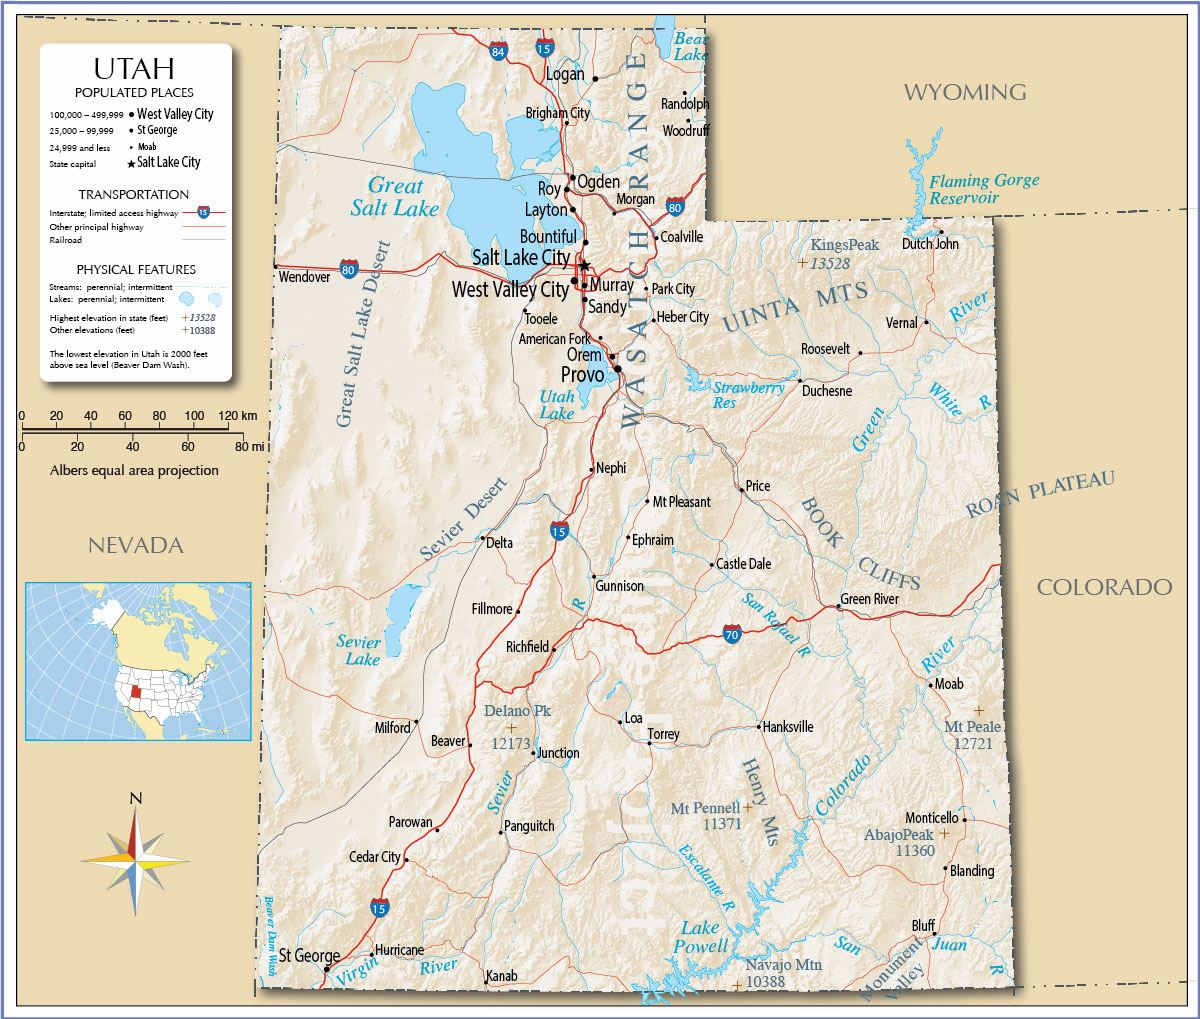 UTAH
POPULATED PLACES
100,000 – 499,999 West Valley City
25,000 – 99,999 St George
24,999 and less Moab
State capital Salt Lake City
TRANSPORTATION
Interstate; limited access highway 15
Other principal highway
Railroad
PHYSICAL FEATURES
Streams: perennial; intermittent
Lakes: perennial; intermittent
Highest elevation in state (feet) +13528
Other elevations (feet) +10388
The lowest elevation in Utah is 2000 feet
above sea level (Beaver Dam Wash).
0 20 40 60 80 100 120 km
0 20 40 60 80 mi
Albers equal area projection
NEVADA
N
WYOMING
COLORADO
84
15
Bear
Lake
Logan
Randolph
Woodruff
Brigham City
WASATCH RANGE
Great
Salt Lake
Ogden
Roy
Morgan
80
Layton
Bountiful
Coalville
Salt Lake City
Wendover
80
West Valley City
Murray
Park City
Sandy
Tooele
Heber City
American Fork
Orem
Provo
Utah
Lake
Great Salt Lake Desert
Flaming Gorge
Reservoir
Dutch John
KingsPeak
13528
UINTA MTS
Vernal
River
Roosevelt
Strawberry
Res
Duchesne
White R
Green
ROAN PLATEAU
Nephi
Mt Pleasant
Price
BOOK CLIFFS
Sevier Desert
15
Delta
Ephraim
Castle Dale
Gunnison
R
Fillmore
Green River
San Rafael R
70
Sevier
Lake
Richfield
River
Moab
Delano Pk
12173
Milford
Beaver
Loa
Torrey
Hanksville
Mt Peale
12721
Junction
Sevier
Henry Mts
Colorado
Mt Pennell
11371
Parowan
Panguitch
Monticello
AbajoPeak
11360
Cedar City
Escalante R
Blanding
15
Beaver Dam Wash
Lake
Powell
Bluff
San Juan R
St George
Hurricane
Virgin River
Kanab
Navajo Mtn
10388
Monument
Valley